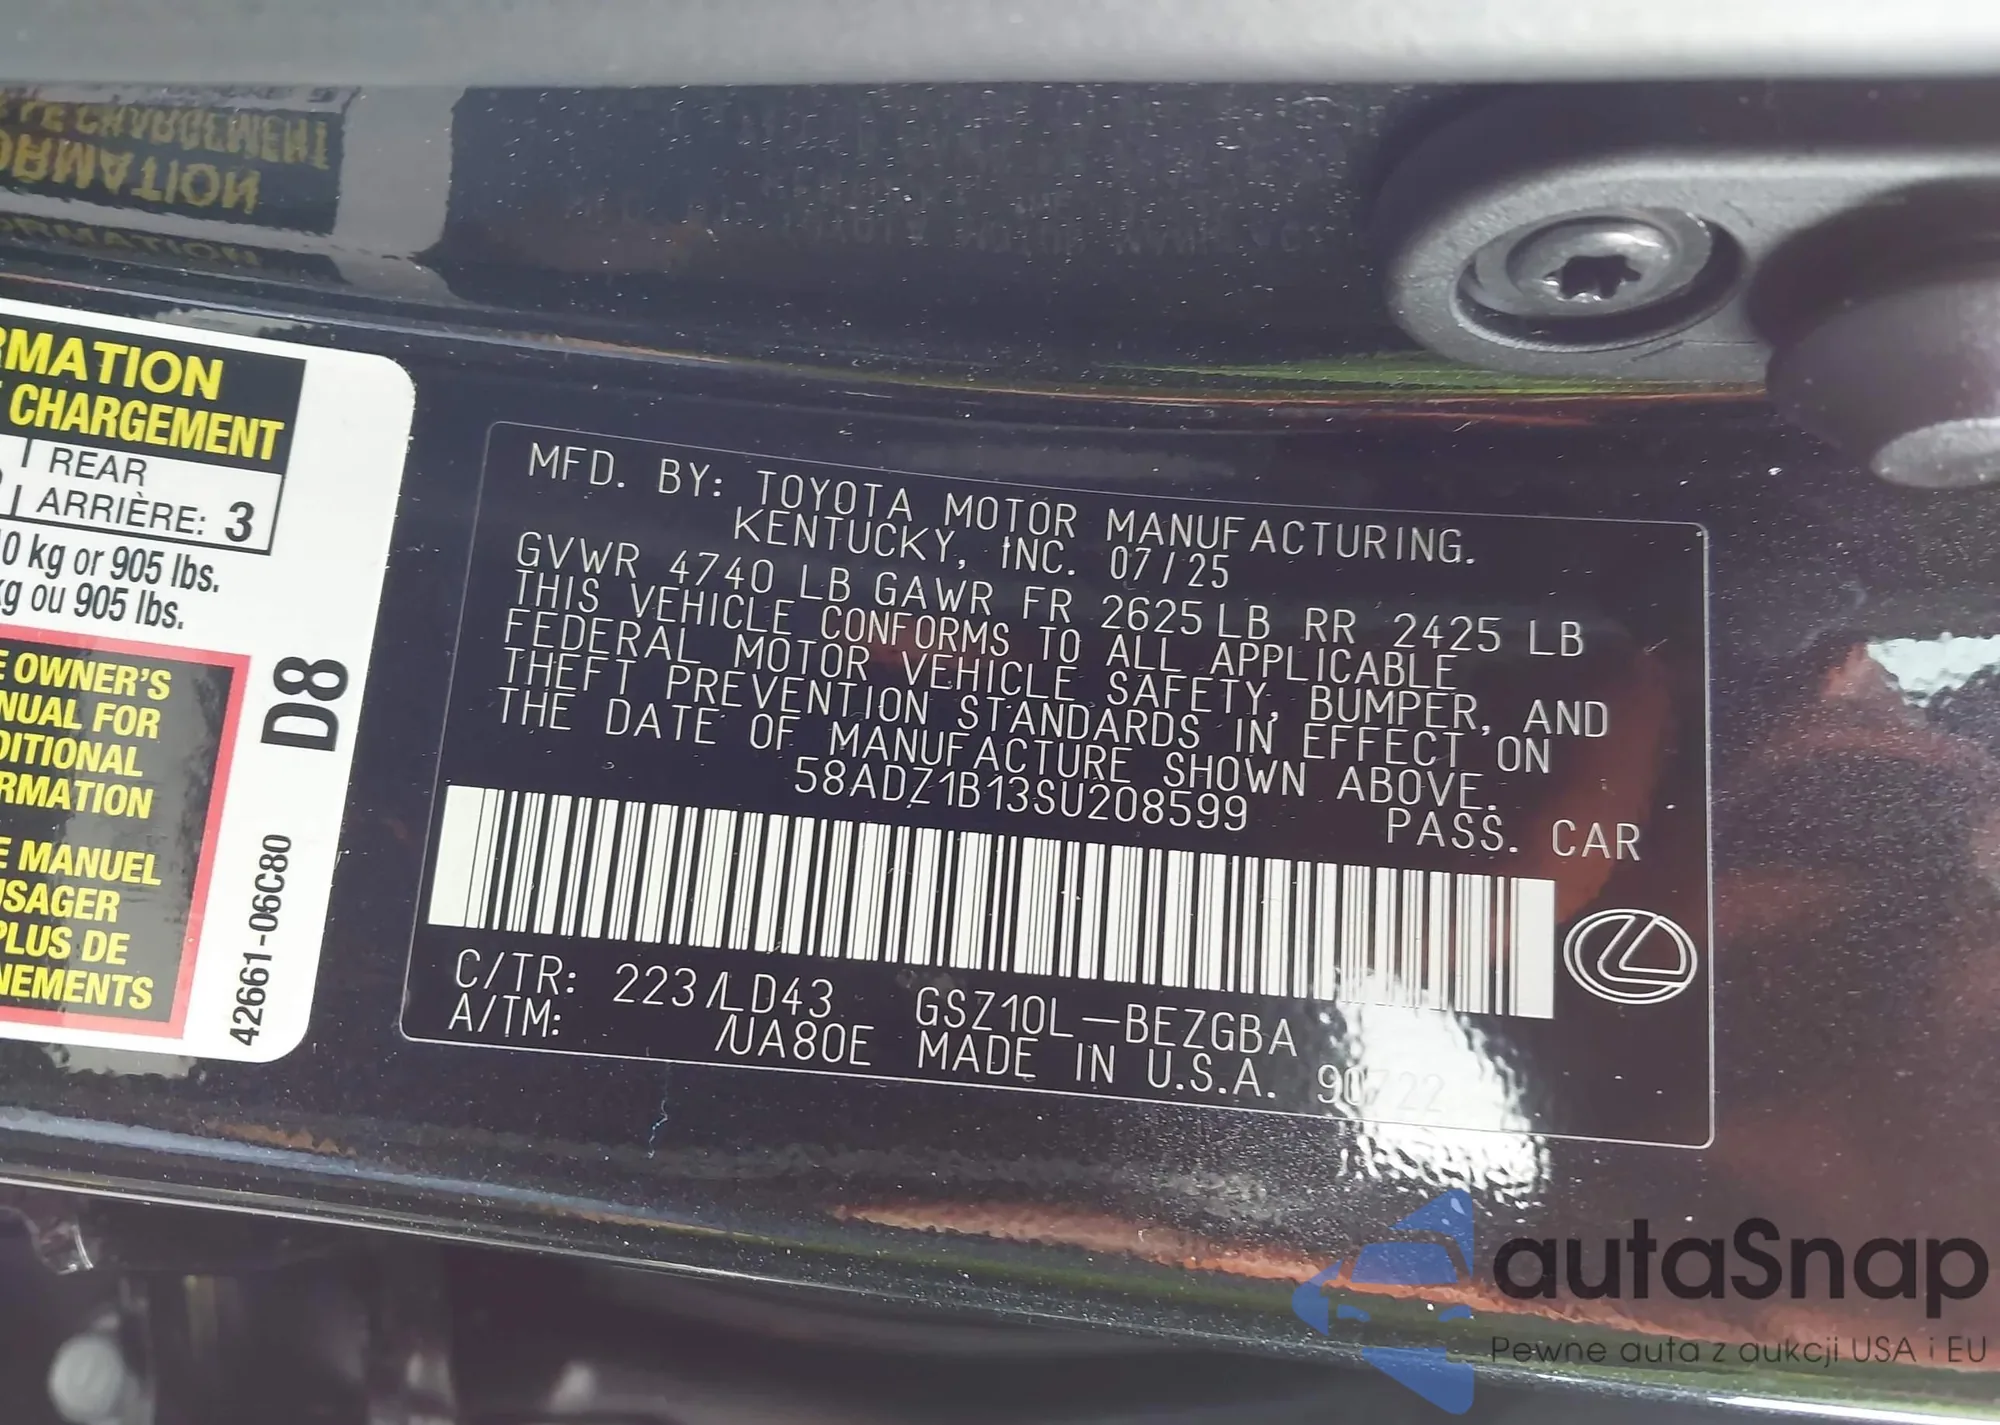 RMATION
CHARGEMENT
REAR
ARRIÈRE: 3
0 kg or 905 lbs.
kg ou 905 lbs.
E OWNER'S
NUAL FOR
DITIONAL
RMATION
E MANUEL
USAGER
PLUS DE
NEMENTS
D8
42661-06C80
MFD. BY: TOYOTA MOTOR MANUFACTURING.
KENTUCKY, INC. 07/25
GVWR 4740 LB GAWR FR 2625 LB RR 2425 LB
THIS VEHICLE CONFORMS TO ALL APPLICABLE
FEDERAL MOTOR VEHICLE SAFETY, BUMPER, AND
THEFT PREVENTION STANDARDS IN EFFECT ON
THE DATE OF MANUFACTURE SHOWN ABOVE.
58ADZ1B13SU208599 PASS. CAR
C/TR: 223/LD43 GSZ10L-BEZGBA
A/TM: /UA80E MADE IN U.S.A. 90722
autaSnap
Pewne auta z aukcji USA i EU